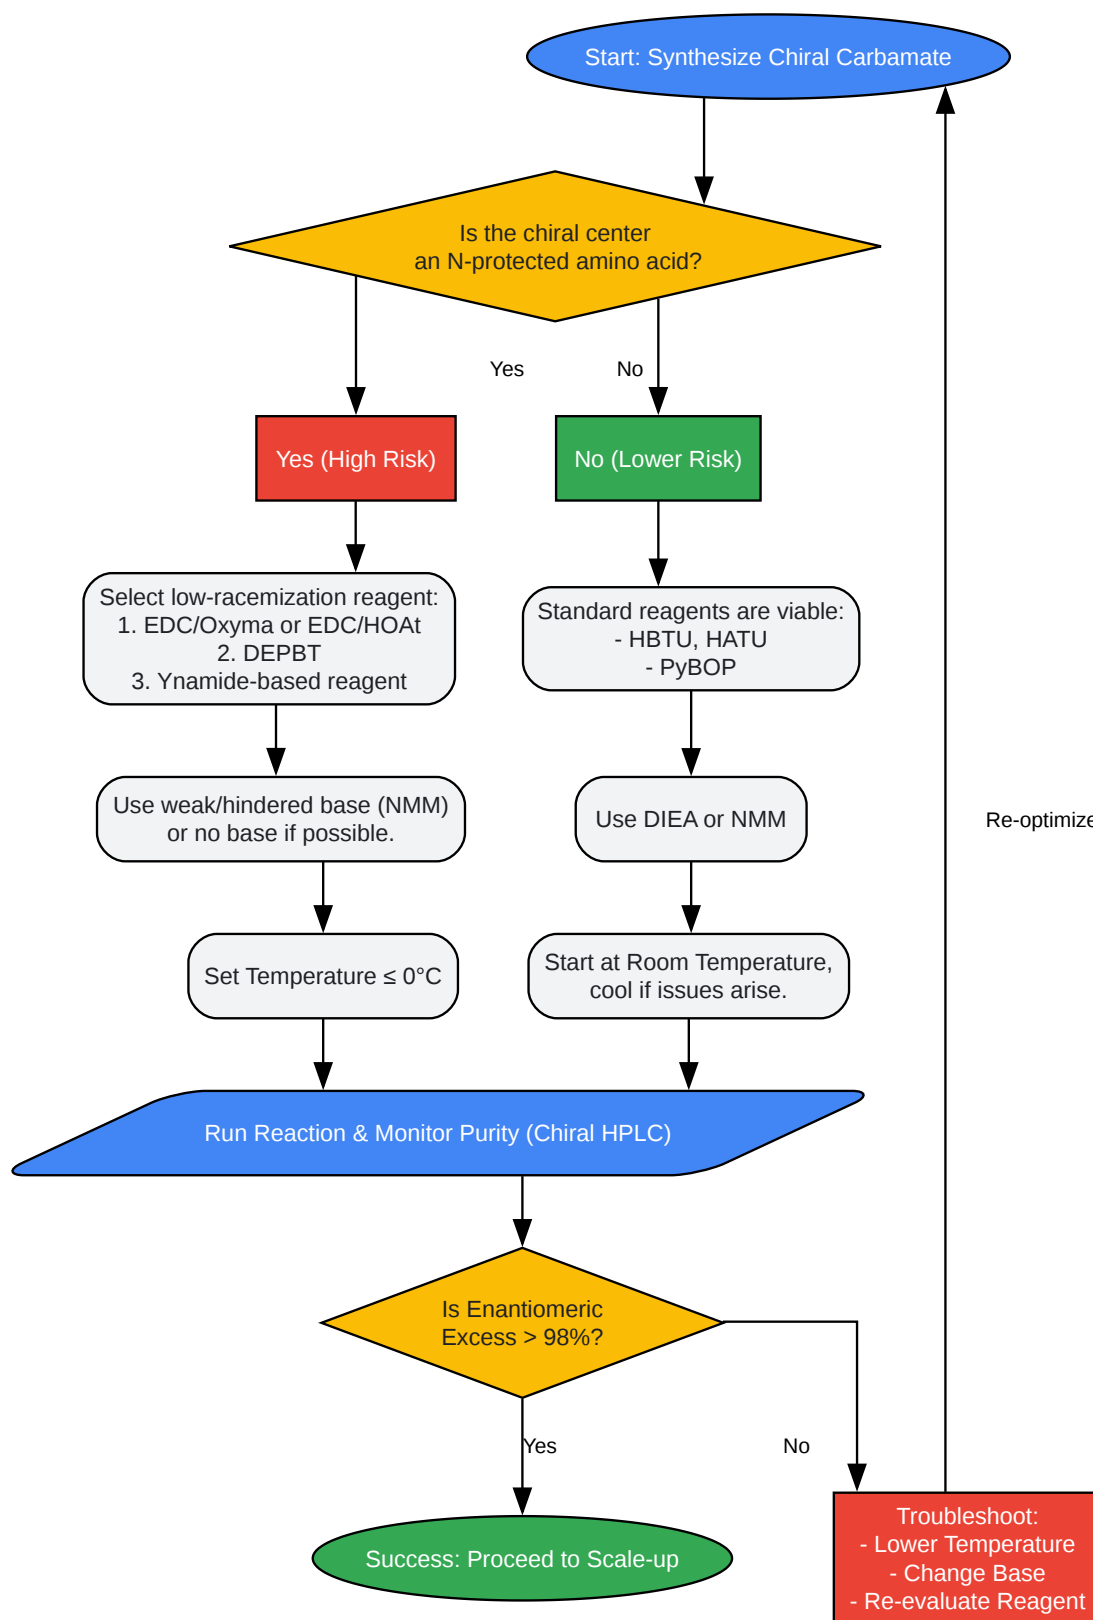 Start: Synthesize Chiral Carbamate
Is the chiral center
an N-protected amino acid?
Yes
No
Yes (High Risk)
No (Lower Risk)
Select low-racemization reagent:
1. EDC/Oxyma or EDC/HOAt
2. DEPBT
3. Ynamide-based reagent
Standard reagents are viable:
- HBTU, HATU
- PyBOP
Use weak/hindered base (NMM)
or no base if possible.
Use DIEA or NMM
Re-optimize
Set Temperature ≤ 0°C
Start at Room Temperature,
cool if issues arise.
Run Reaction & Monitor Purity (Chiral HPLC)
Is Enantiomeric
Excess > 98%?
Yes
No
Success: Proceed to Scale-up
Troubleshoot:
- Lower Temperature
- Change Base
- Re-evaluate Reagent